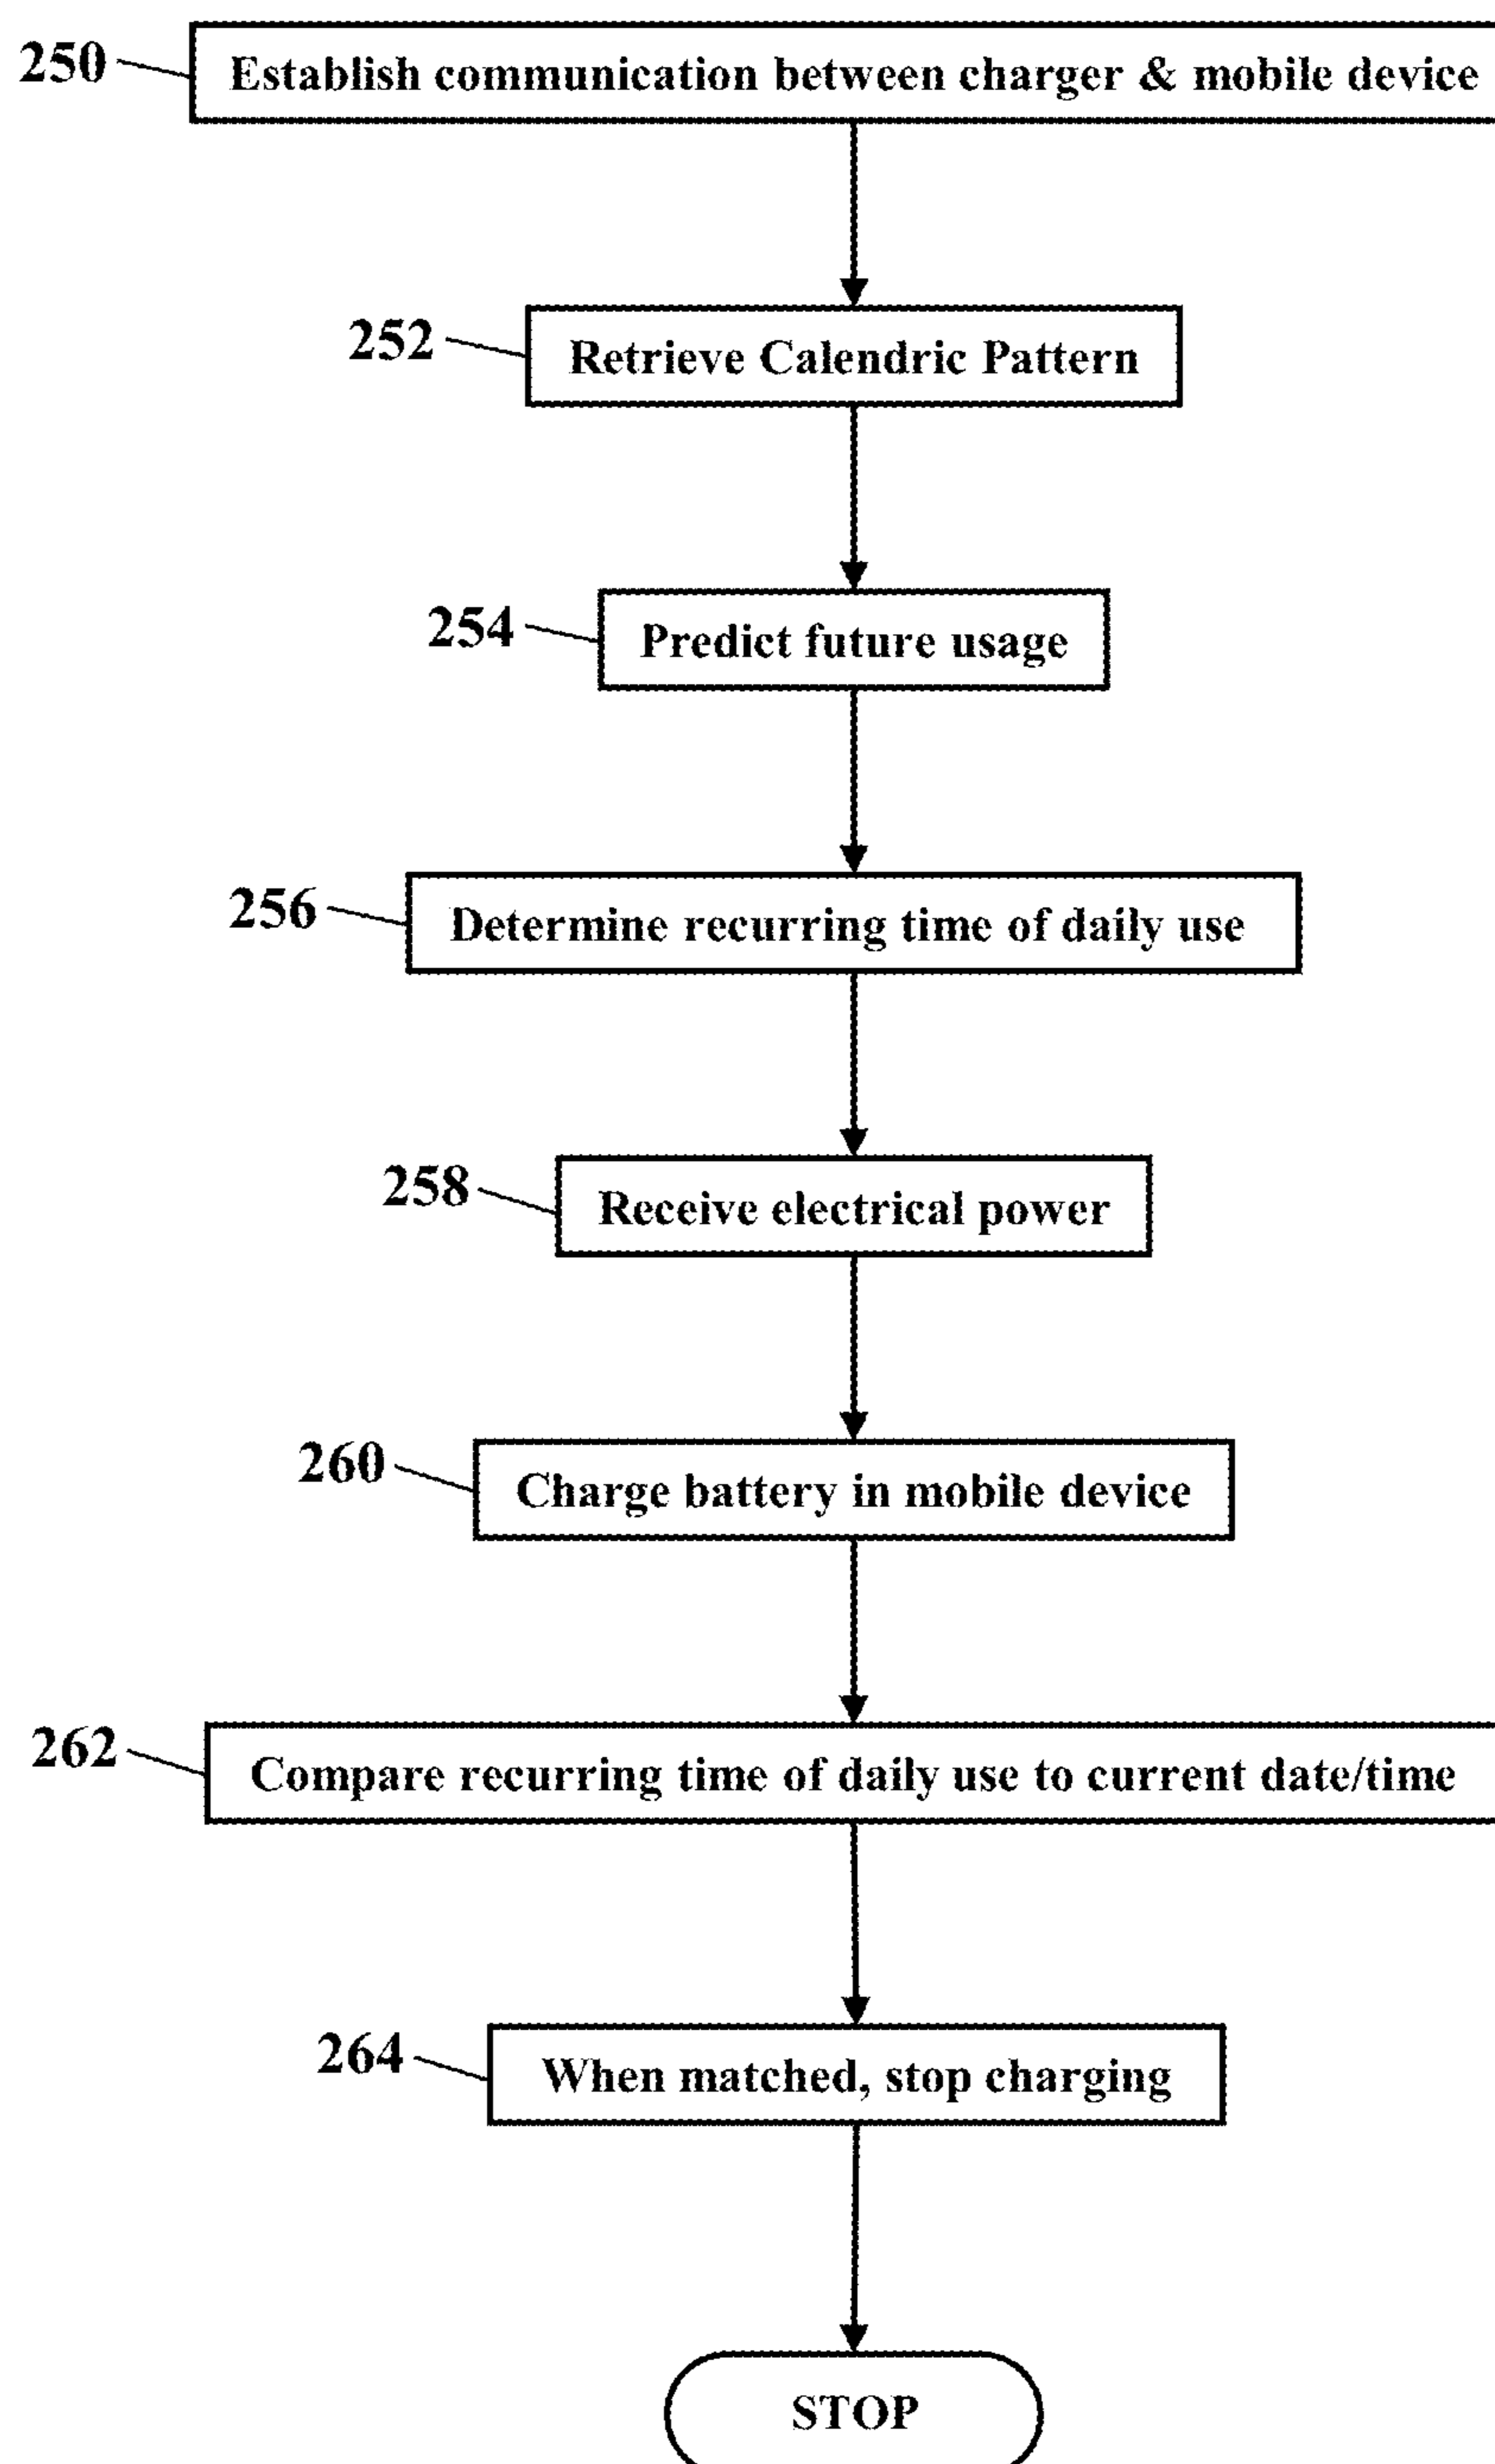 250 Establish communication between charger & mobile device
252 Retrieve Calendric Pattern
254 Predict future usage
256 Determine recurring time of daily use
258 Receive electrical power
260 Charge battery in mobile device
262 Compare recurring time of daily use to current date/time
264 When matched, stop charging
STOP